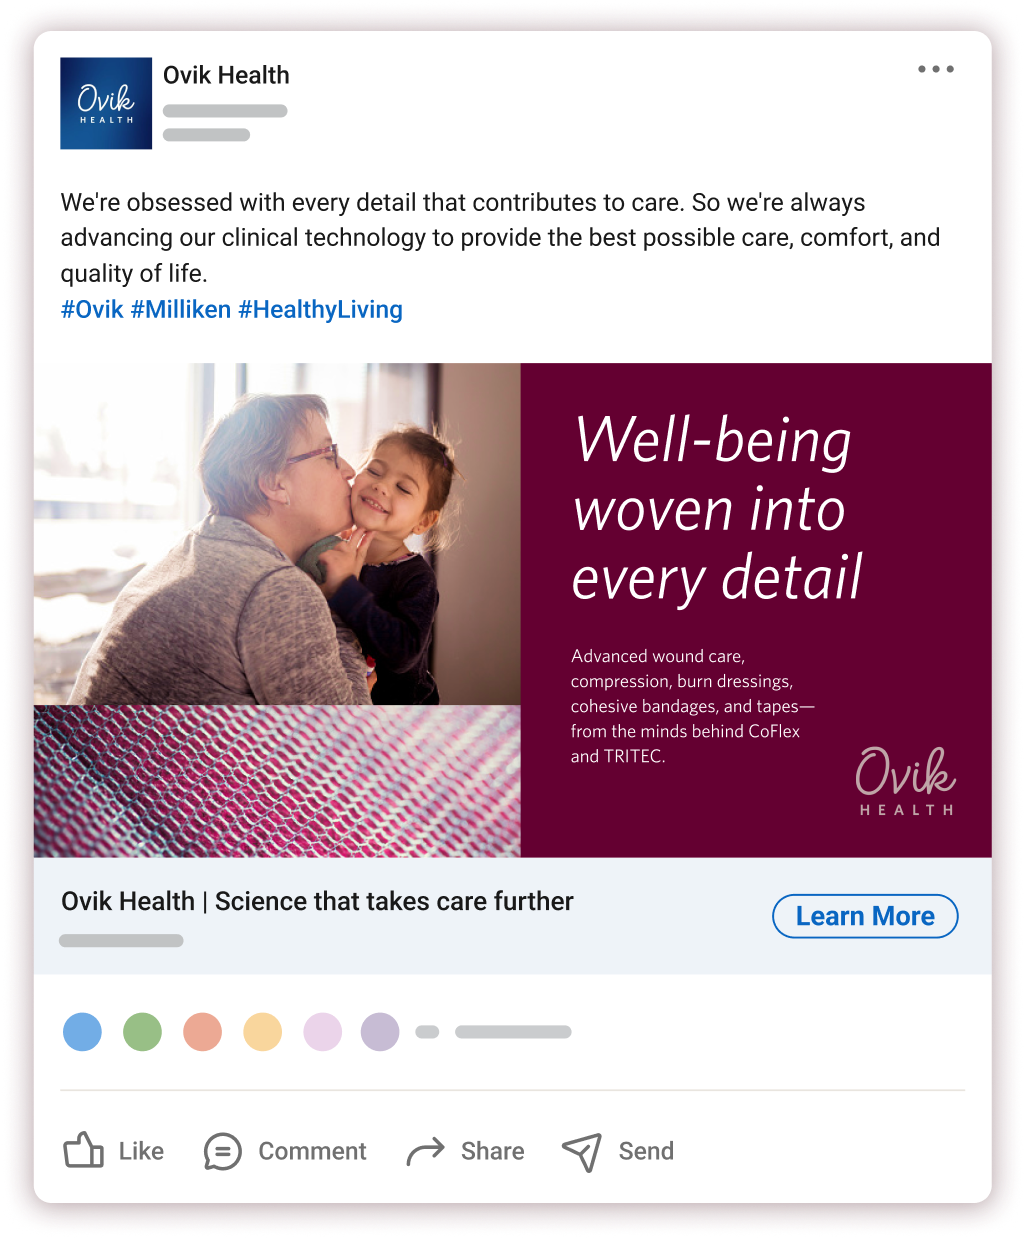 Ovik
HEALTH
Ovik Health
We're obsessed with every detail that contributes to care. So we're always
advancing our clinical technology to provide the best possible care, comfort, and
quality of life.
#Ovik #Milliken #HealthyLiving
Well-being
woven into
every detail
Advanced wound care,
compression, burn dressings,
cohesive bandages, and tapes—
from the minds behind CoFlex
and TRITEC.
Ovik
HEALTH
Ovik Health | Science that takes care further
Learn More
Like Comment Share Send